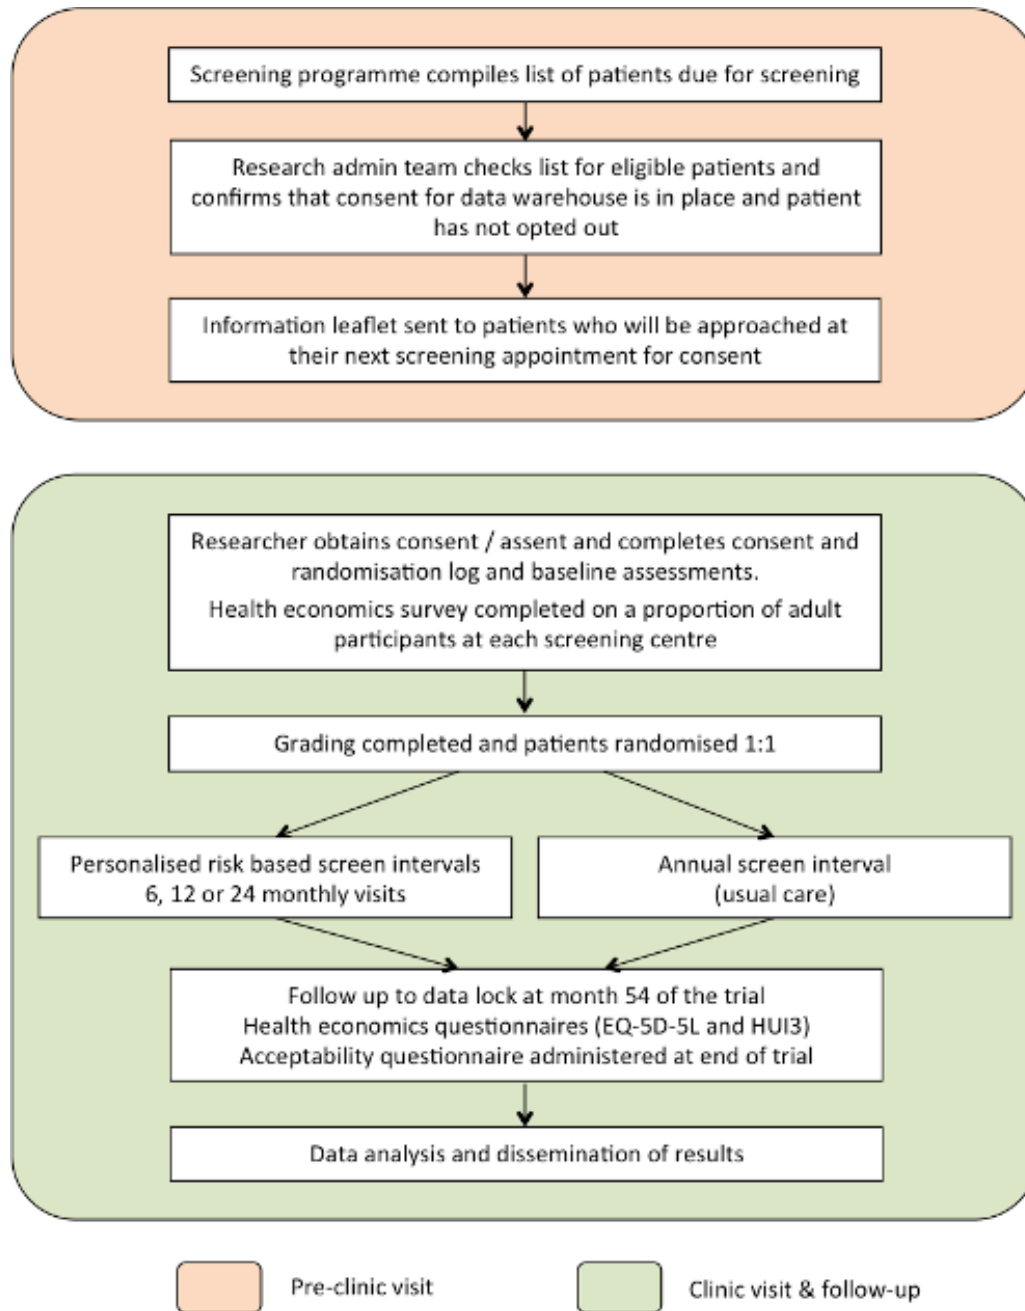 Screening programme compiles list of patients due for screening
Research admin team checks list for eligible patients and
confirms that consent for data warehouse is in place and patient
has not opted out
Information leaflet sent to patients who will be approached at
their next screening appointment for consent
Researcher obtains consent / assent and completes consent and
randomisation log and baseline assessments.
Health economics survey completed on a proportion of adult
participants at each screening centre
Grading completed and patients randomised 1:1
Personalised risk based screen intervals
6, 12 or 24 monthly visits
Annual screen interval
(usual care)
Follow up to data lock at month 54 of the trial
Health economics questionnaires (EQ-5D-5L and HUI3)
Acceptability questionnaire administered at end of trial
Data analysis and dissemination of results
Pre-clinic visit
Clinic visit & follow-up